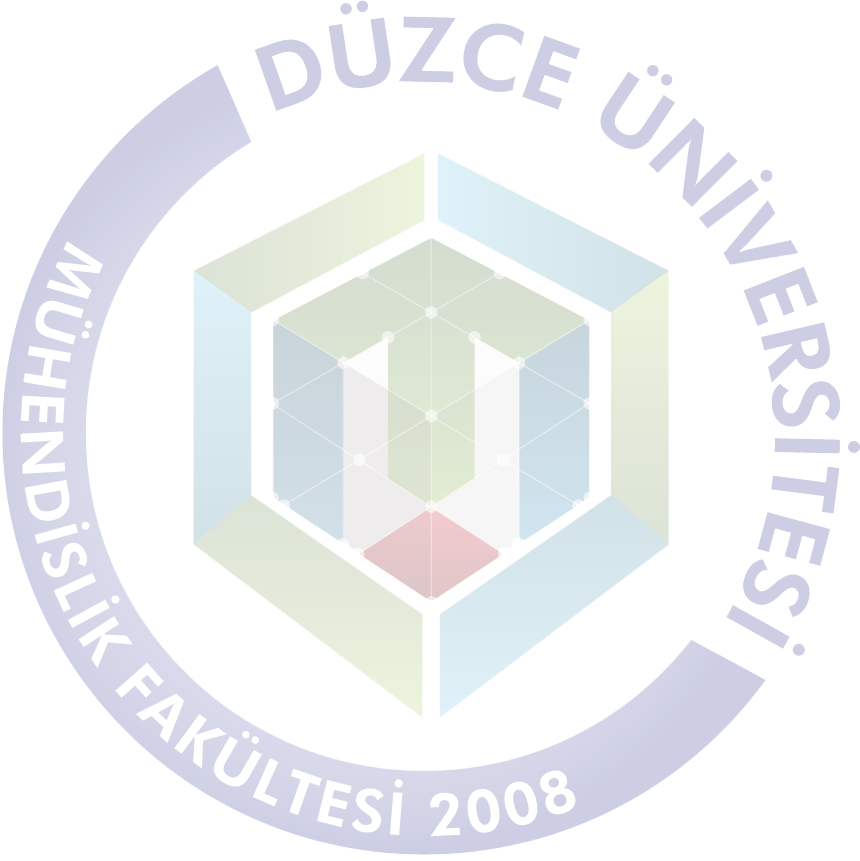 DÜZCE ÜNİVERSİTESİ
MÜHENDİSLİK FAKÜLTESİ 2008